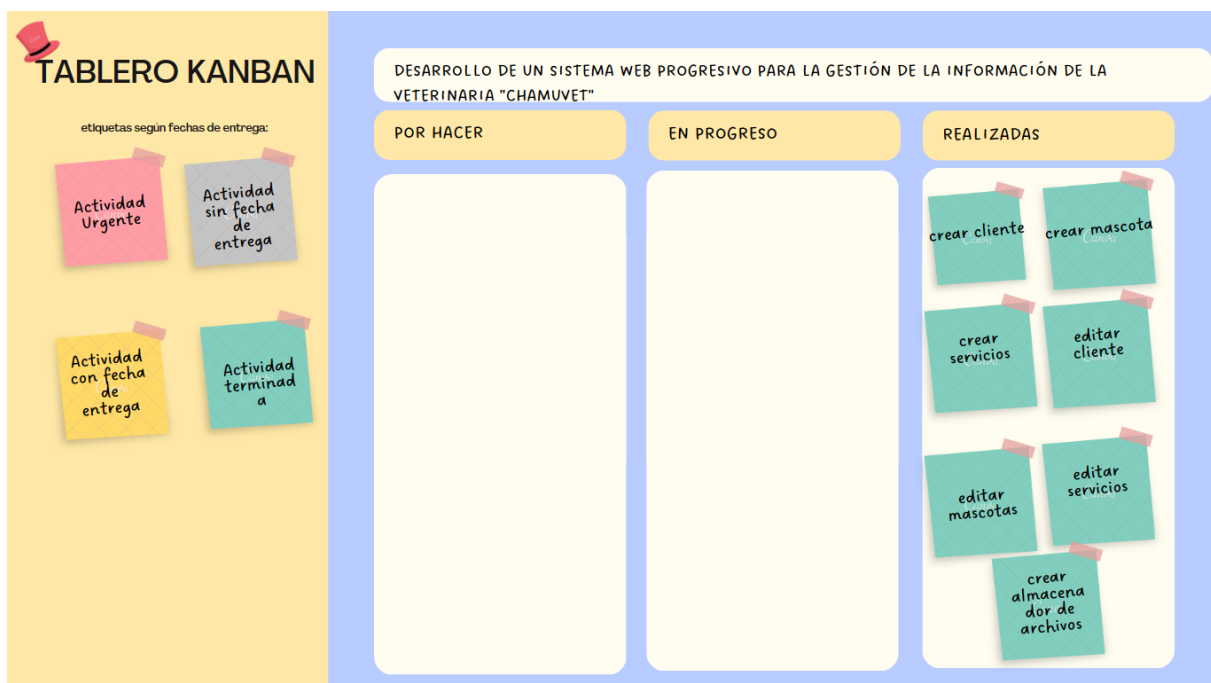 TABLERO KANBAN
etiquetas según fechas de entrega:
Actividad
Urgente
Actividad
sin fecha
de
entrega
Actividad
con fecha
de
entrega
Actividad
terminad
a
DESARROLLO DE UN SISTEMA WEB PROGRESIVO PARA LA GESTIÓN DE LA INFORMACIÓN DE LA
VETERINARIA "CHAMUVET"
POR HACER
EN PROGRESO
REALIZADAS
crear cliente
crear mascota
crear
servicios
editar
cliente
editar
mascotas
editar
servicios
crear
almacena
dor de
archivos